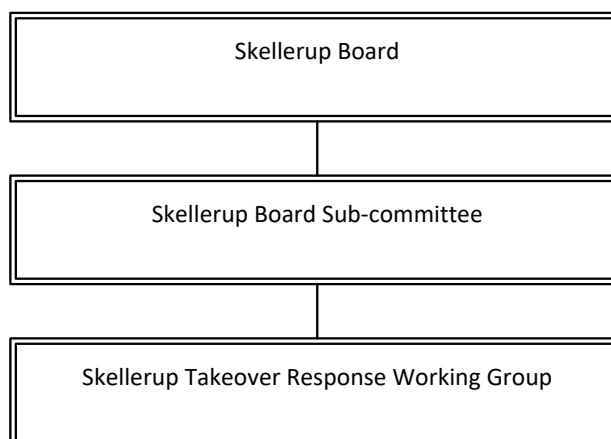 Skellerup Board
Skellerup Board Sub-committee
Skellerup Takeover Response Working Group